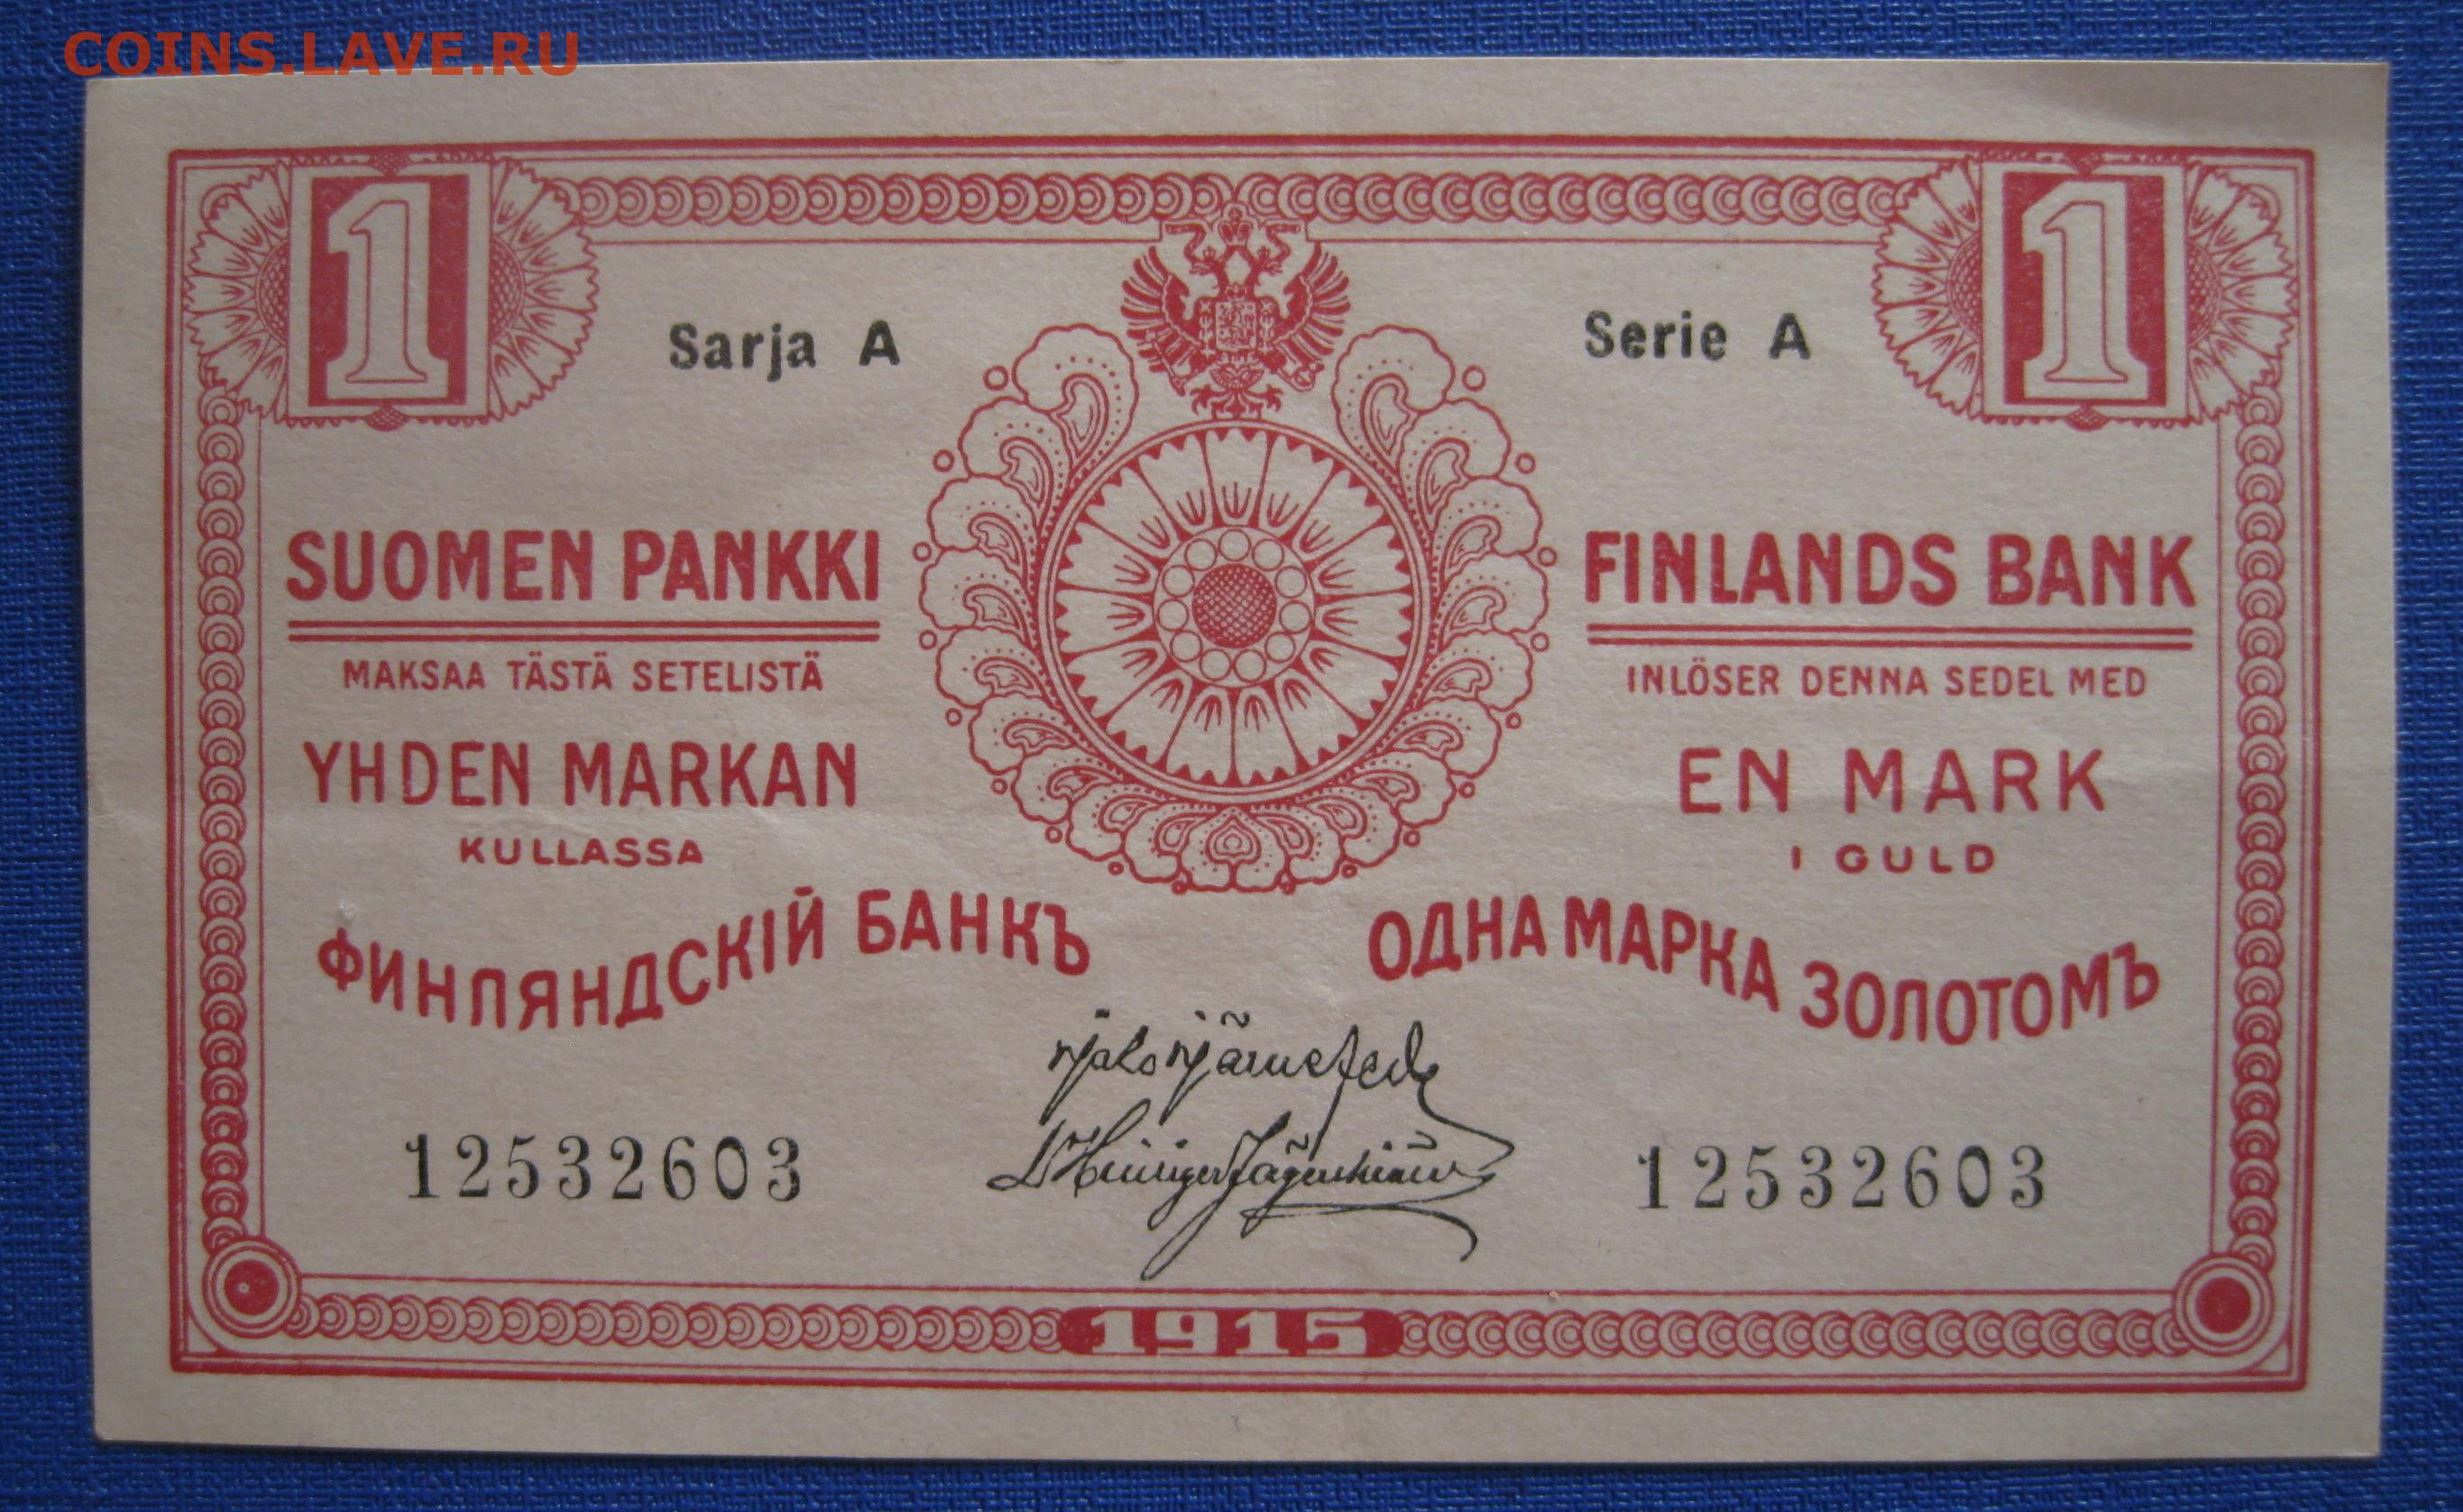 COINS.LAVE.RU
1 1
Sarja A
Serie A
SUOMEN PANKKI
MAKSAA TÄSTÄ SETELISTÄ
YHDEN MARKAN
KULLASSA
FINLANDS BANK
INLÖSER DENNA SEDEL MED
EN MARK
I GULD
ФИНЛЯНДСКІЙ БАНКЪ
ОДНА МАРКА ЗОЛОТОМЪ
12532603
12532603
1915